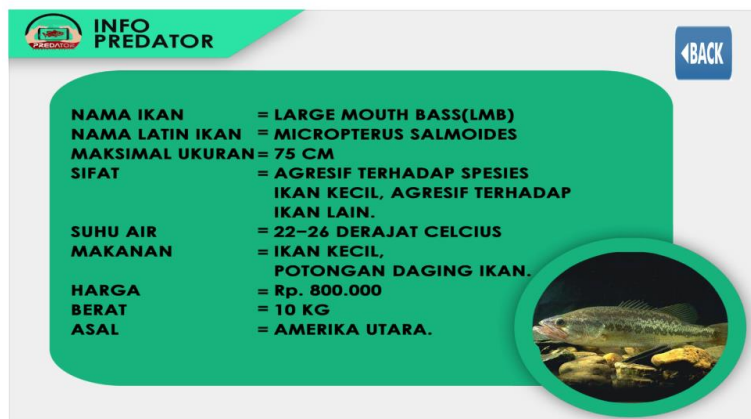 PREDATOR
INFO
PREDATOR
BACK
NAMA IKAN = LARGE MOUTH BASS(LMB)
NAMA LATIN IKAN = MICROPTERUS SALMOIDES
MAKSIMAL UKURAN = 75 CM
SIFAT = AGRESIF TERHADAP SPESIES
IKAN KECIL, AGRESIF TERHADAP
IKAN LAIN.
SUHU AIR = 22–26 DERAJAT CELCIUS
MAKANAN = IKAN KECIL,
POTONGAN DAGING IKAN.
HARGA = Rp. 800.000
BERAT = 10 KG
ASAL = AMERIKA UTARA.